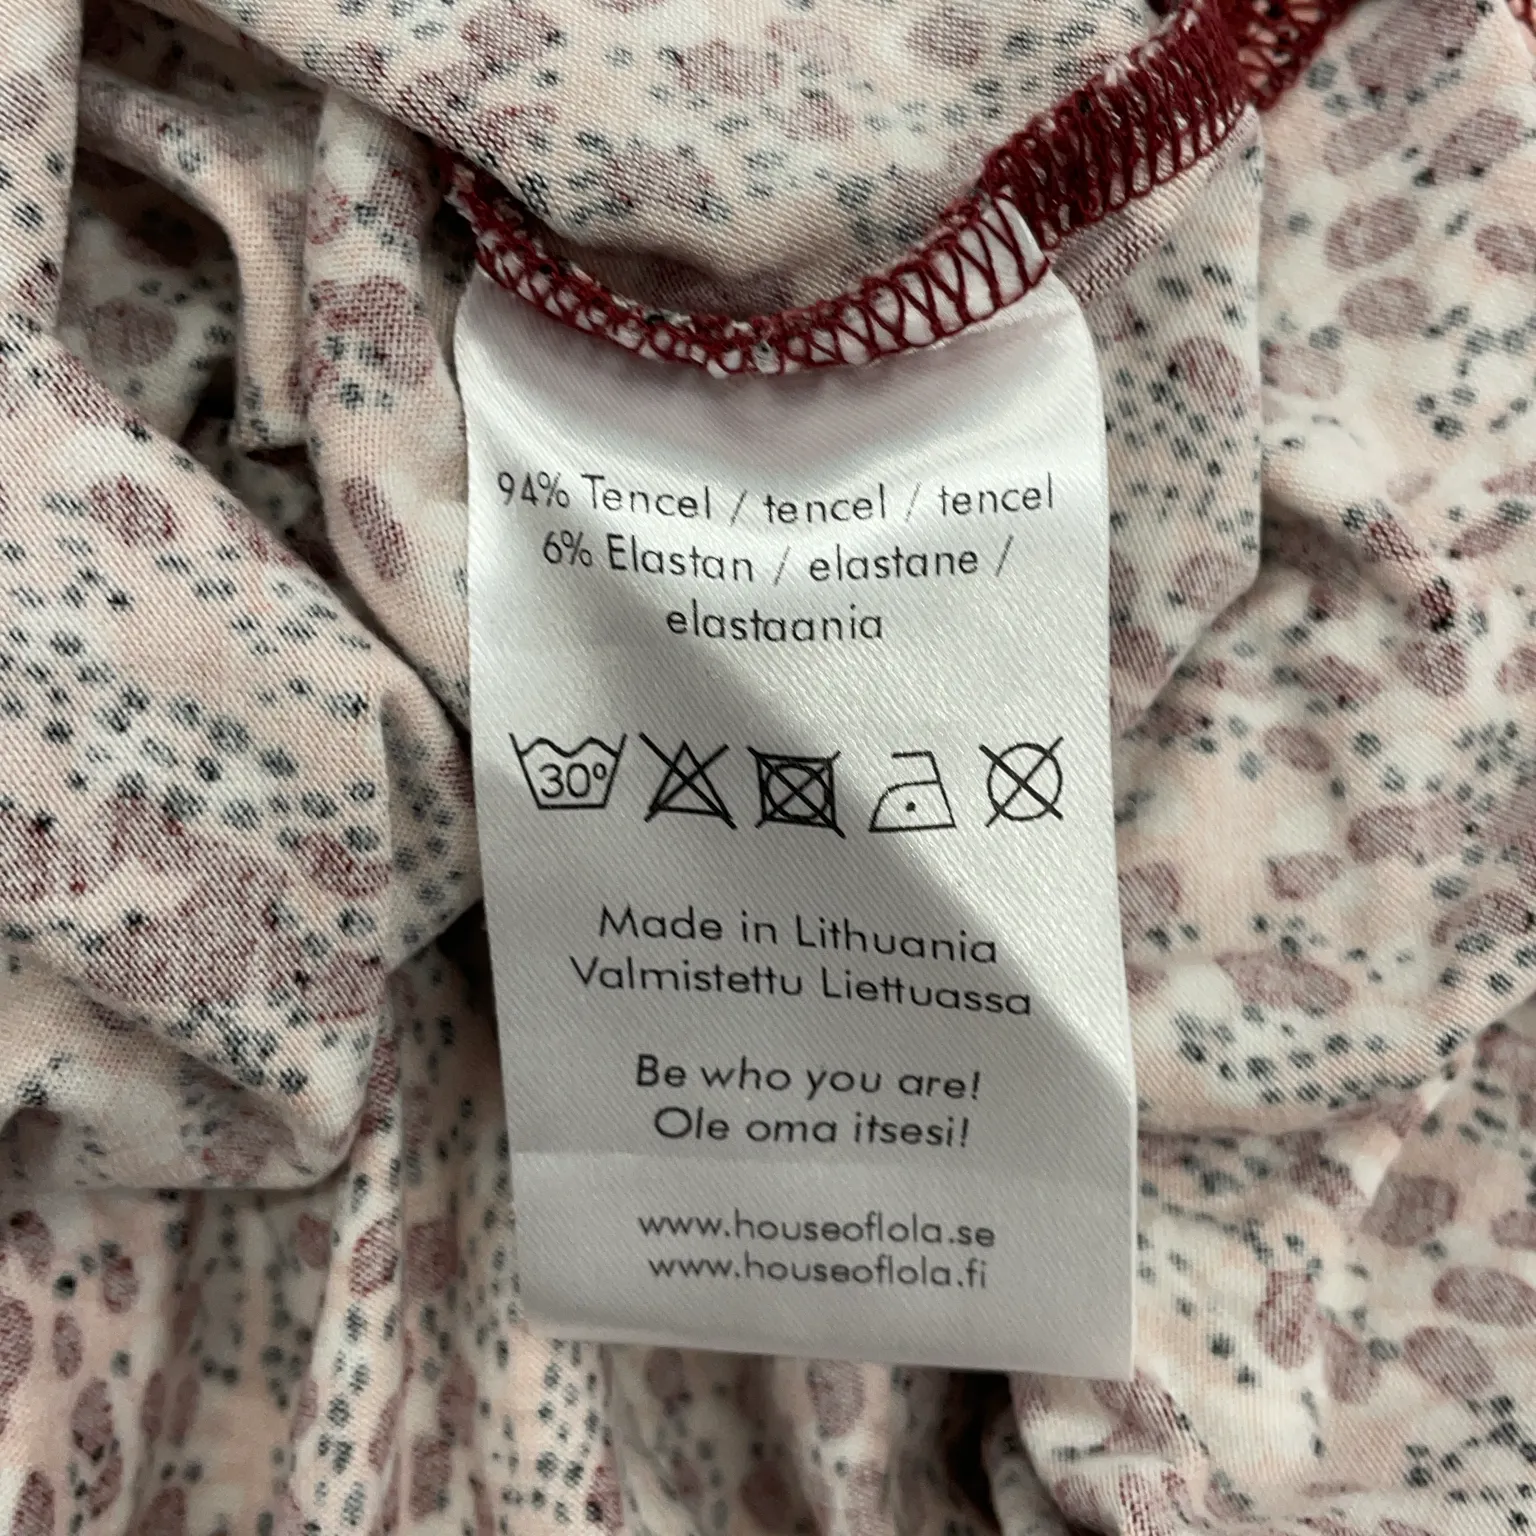 94% Tencel / tencel / tencel
6% Elastan / elastane /
elastaania
30°
Made in Lithuania
Valmistettu Liettuassa
Be who you are!
Ole oma itsesi!
www.houseoflola.se
www.houseoflola.fi